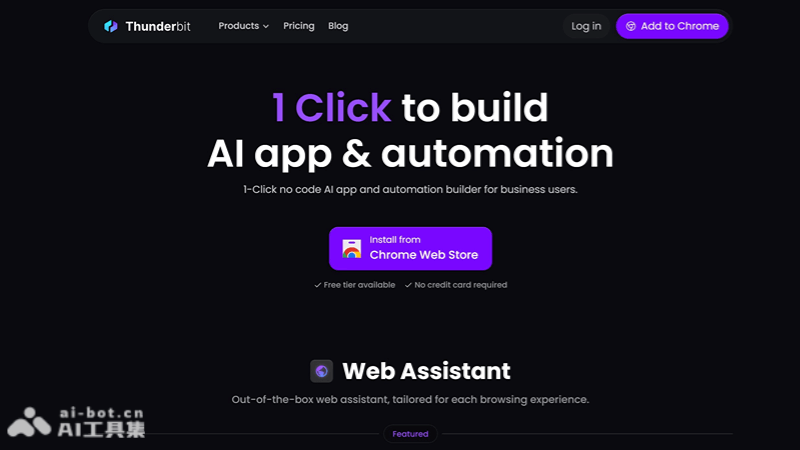 Thunderbit
Products
Pricing
Blog
Log in
Add to Chrome
1 Click to build
AI app & automation
1-Click no code AI app and automation builder for business users.
Install from
Chrome Web Store
Free tier available
No credit card required
Web Assistant
Out-of-the-box web assistant, tailored for each browsing experience.
Featured
ai-bot.cn
AI工具集